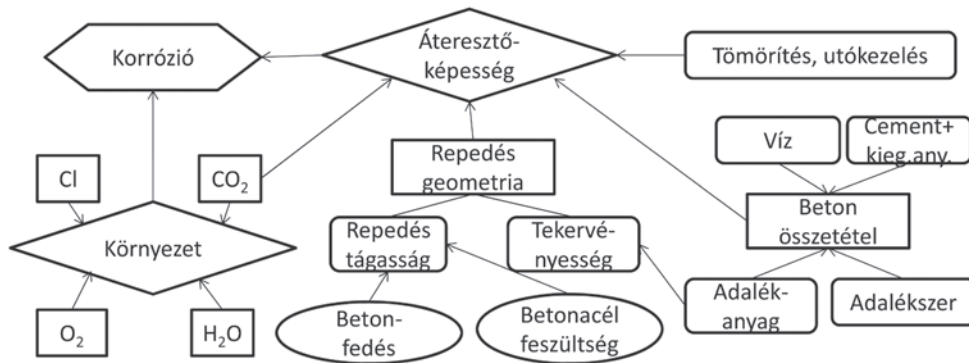 Korrózió
Áteresztő-
képesség
Tömörítés, utókezelés
Víz
Cement+
kieg.any.
Repedés
geometria
Cl
CO₂
Beton
összetétel
Környezet
Repedés
tágasság
Tekervé-
nyesség
Adalék-
anyag
Adalékszer
O₂
H₂O
Beton-
fedés
Betonacél
feszültség